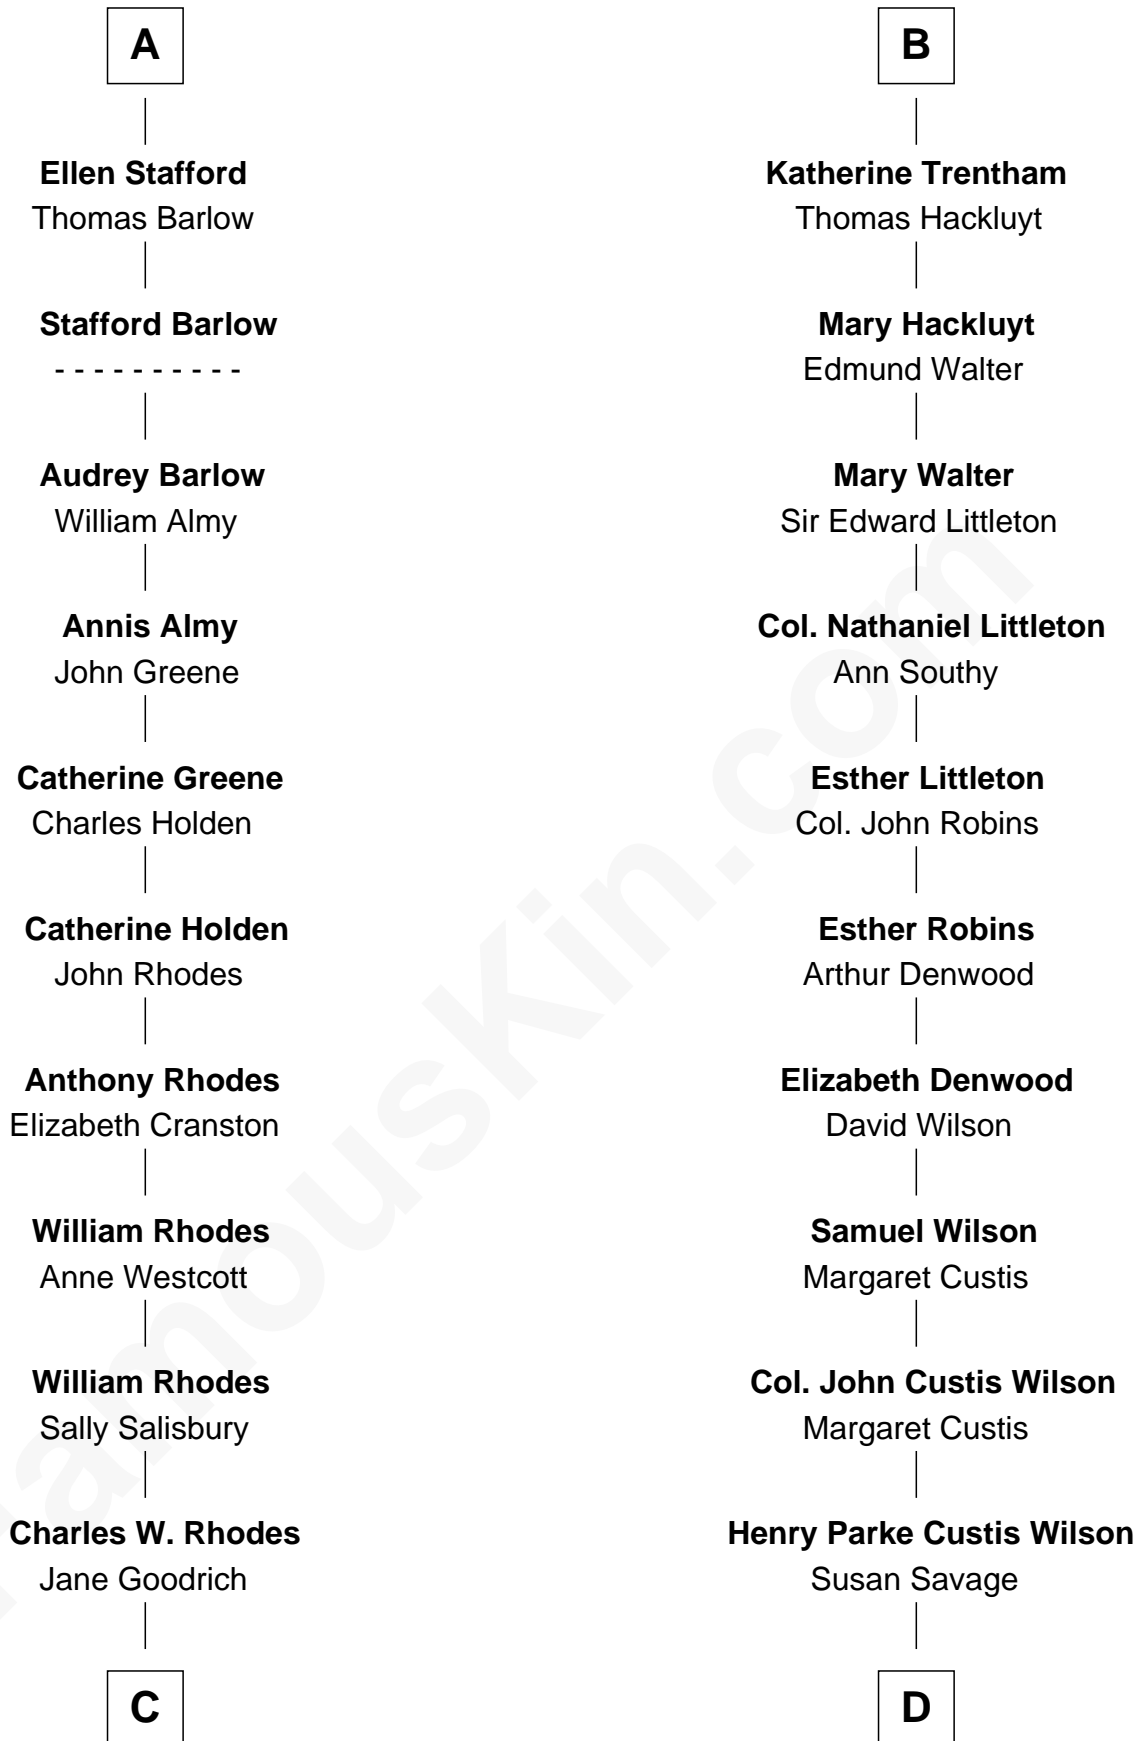 A
Ellen Stafford
Thomas Barlow
Stafford Barlow
- - - - - - - - - -
Audrey Barlow
William Almy
Annis Almy
John Greene
Catherine Greene
Charles Holden
Catherine Holden
John Rhodes
Anthony Rhodes
Elizabeth Cranston
William Rhodes
Anne Westcott
William Rhodes
Sally Salisbury
Charles W. Rhodes
Jane Goodrich
C
B
Katherine Trentham
Thomas Hackluyt
Mary Hackluyt
Edmund Walter
Mary Walter
Sir Edward Littleton
Col. Nathaniel Littleton
Ann Southy
Esther Littleton
Col. John Robins
Esther Robins
Arthur Denwood
Elizabeth Denwood
David Wilson
Samuel Wilson
Margaret Custis
Col. John Custis Wilson
Margaret Custis
Henry Parke Custis Wilson
Susan Savage
D
FamousKin.com